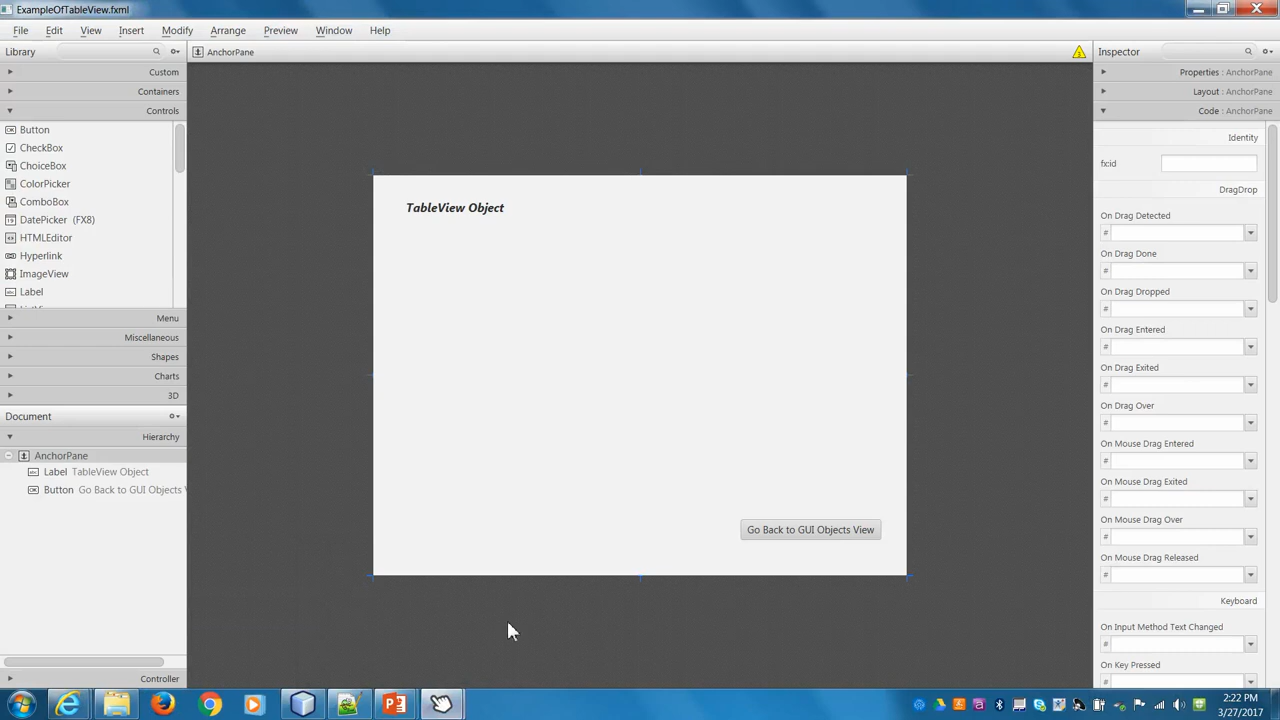 ExampleOfTableView.fxml
File Edit View Insert Modify Arrange Preview Window Help
Library
AnchorPane
Inspector
Custom
Containers
Controls
Button
CheckBox
ChoiceBox
ColorPicker
ComboBox
DatePicker (FX8)
HTMLEditor
Hyperlink
ImageView
Label
Menu
Miscellaneous
Shapes
Charts
3D
Document
Hierarchy
AnchorPane
Label TableView Object
Button Go Back to GUI Objects V
Controller
TableView Object
Go Back to GUI Objects View
Properties : AnchorPane
Layout : AnchorPane
Code : AnchorPane
Identity
fx:id
DragDrop
On Drag Detected
#
On Drag Done
#
On Drag Dropped
#
On Drag Entered
#
On Drag Exited
#
On Drag Over
#
On Mouse Drag Entered
#
On Mouse Drag Exited
#
On Mouse Drag Over
#
On Mouse Drag Released
#
Keyboard
On Input Method Text Changed
#
On Key Pressed
#
2:22 PM
3/27/2017